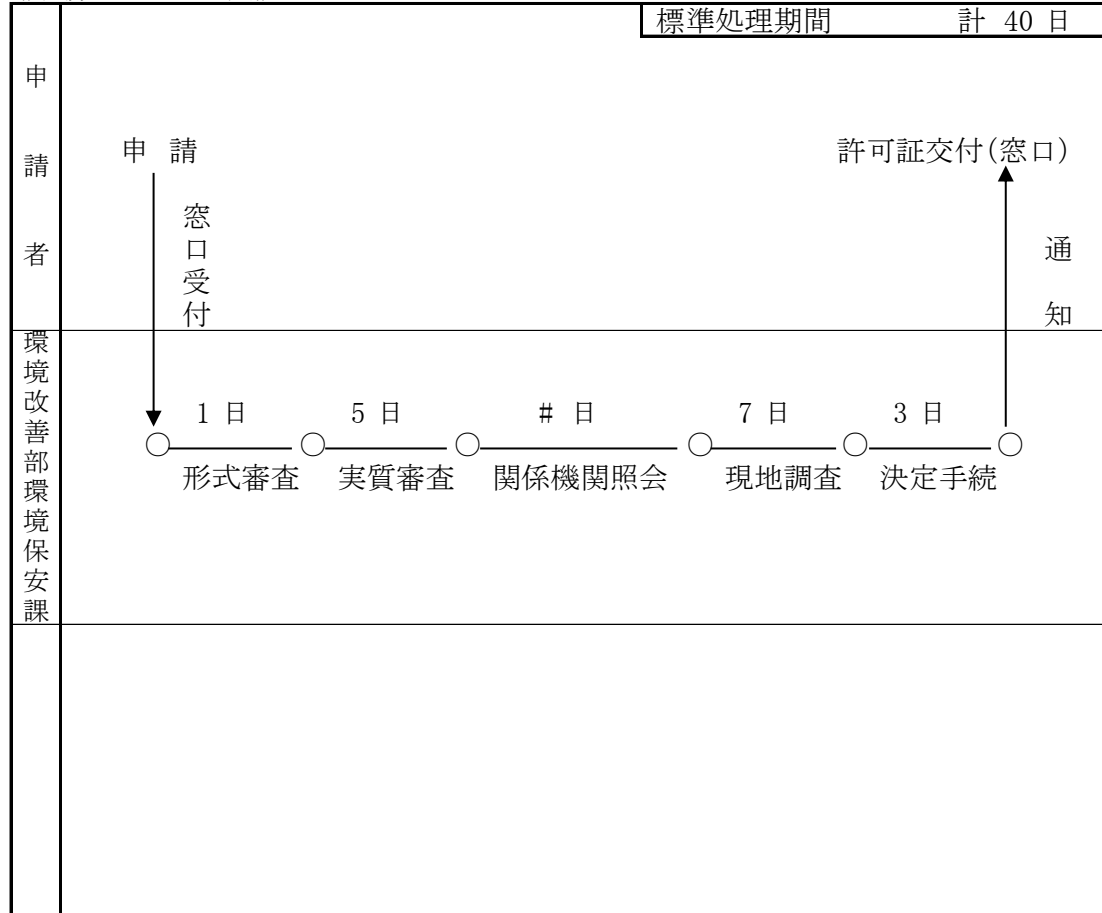 標準処理期間 計 40 日
申請者
申 請
許可証交付(窓口)
窓口受付
通知
環境改善部環境保安課
1 日
5 日
# 日
7 日
3 日
形式審査
実質審査
関係機関照会
現地調査
決定手続